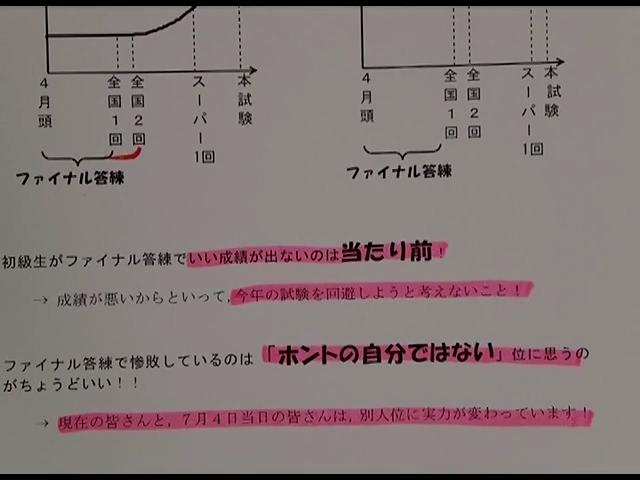 4月頭
全国1回
全国2回
スーパー1回
本試験
ファイナル答練
4月頭
全国1回
全国2回
スーパー1回
本試験
ファイナル答練
初級生がファイナル答練でいい成績が出ないのは当たり前！
→ 成績が悪いからといって,今年の試験を回避しようと考えないこと！
ファイナル答練で惨敗しているのは「ホントの自分ではない」位に思うの
がちょうどいい！！
→ 現在の皆さんと,７月４日当日の皆さんは,別人位に実力が変わっています！